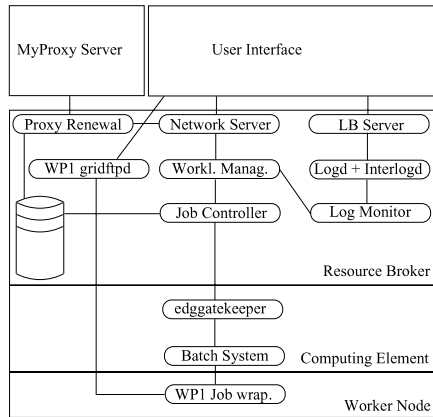 MyProxy Server
User Interface
Proxy Renewal
Network Server
LB Server
WP1 gridftpd
Workl. Manag.
Logd + Interlogd
Job Controller
Log Monitor
Resource Broker
edggatekeeper
Batch System
Computing Element
WP1 Job wrap.
Worker Node